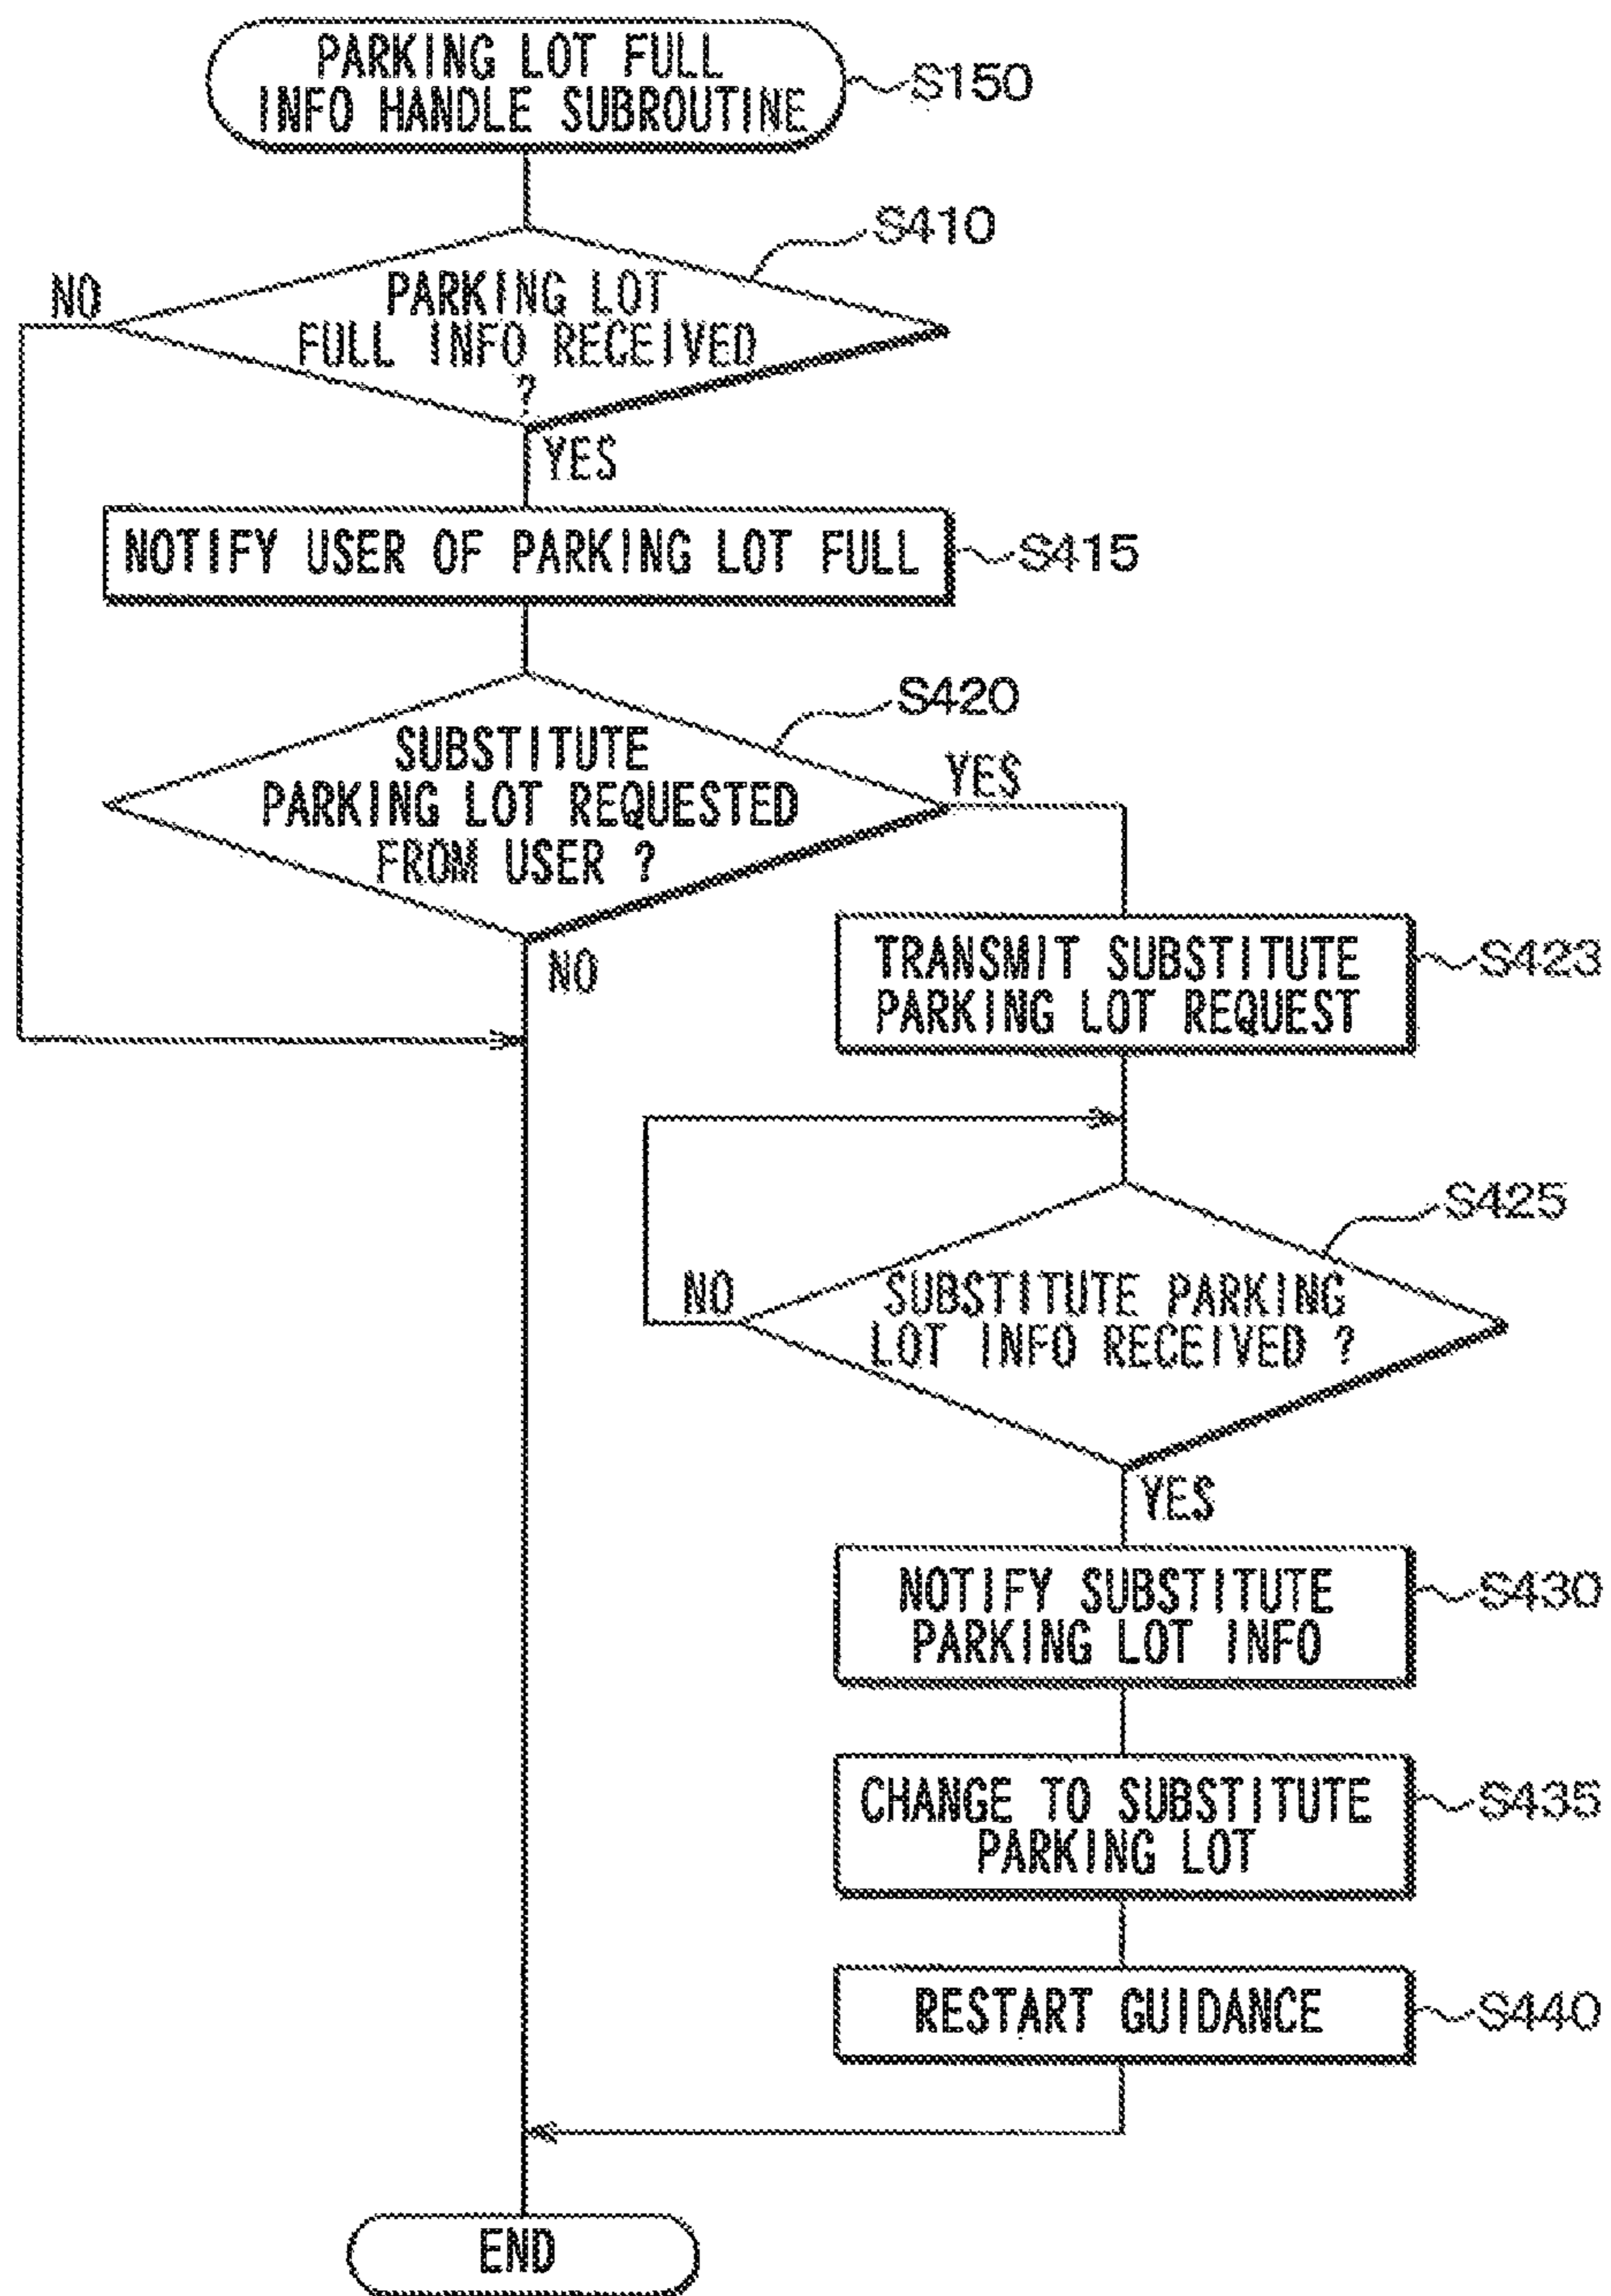 PARKING LOT FULL
INFO HANDLE SUBROUTINE
S150
S410
NO
PARKING LOT
FULL INFO RECEIVED
?
YES
NOTIFY USER OF PARKING LOT FULL
S415
S420
SUBSTITUTE
PARKING LOT REQUESTED
FROM USER ?
YES
NO
TRANSMIT SUBSTITUTE
PARKING LOT REQUEST
S423
S425
NO
SUBSTITUTE PARKING
LOT INFO RECEIVED ?
YES
NOTIFY SUBSTITUTE
PARKING LOT INFO
S430
CHANGE TO SUBSTITUTE
PARKING LOT
S435
RESTART GUIDANCE
S440
END